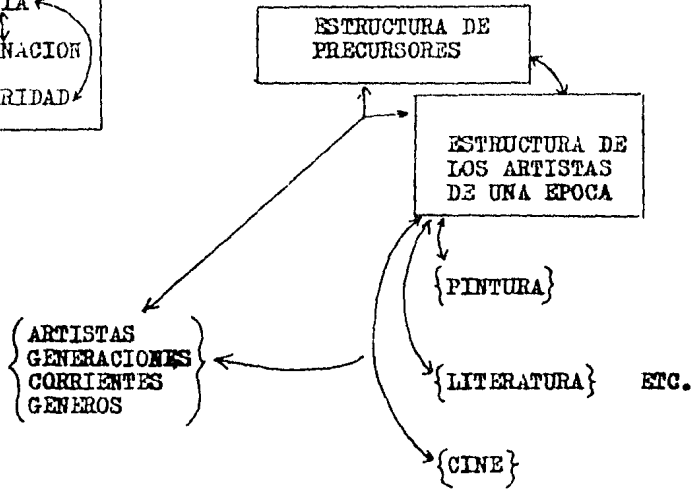 LA
NACION
RIDAD
ESTRUCTURA DE
PRECURSORES
ESTRUCTURA DE
LOS ARTISTAS
DE UNA EPOCA
{PINTURA}
{ARTISTAS
GENERACIONES
CORRIENTES
GENEROS}
{LITERATURA} ETC.
{CINE}